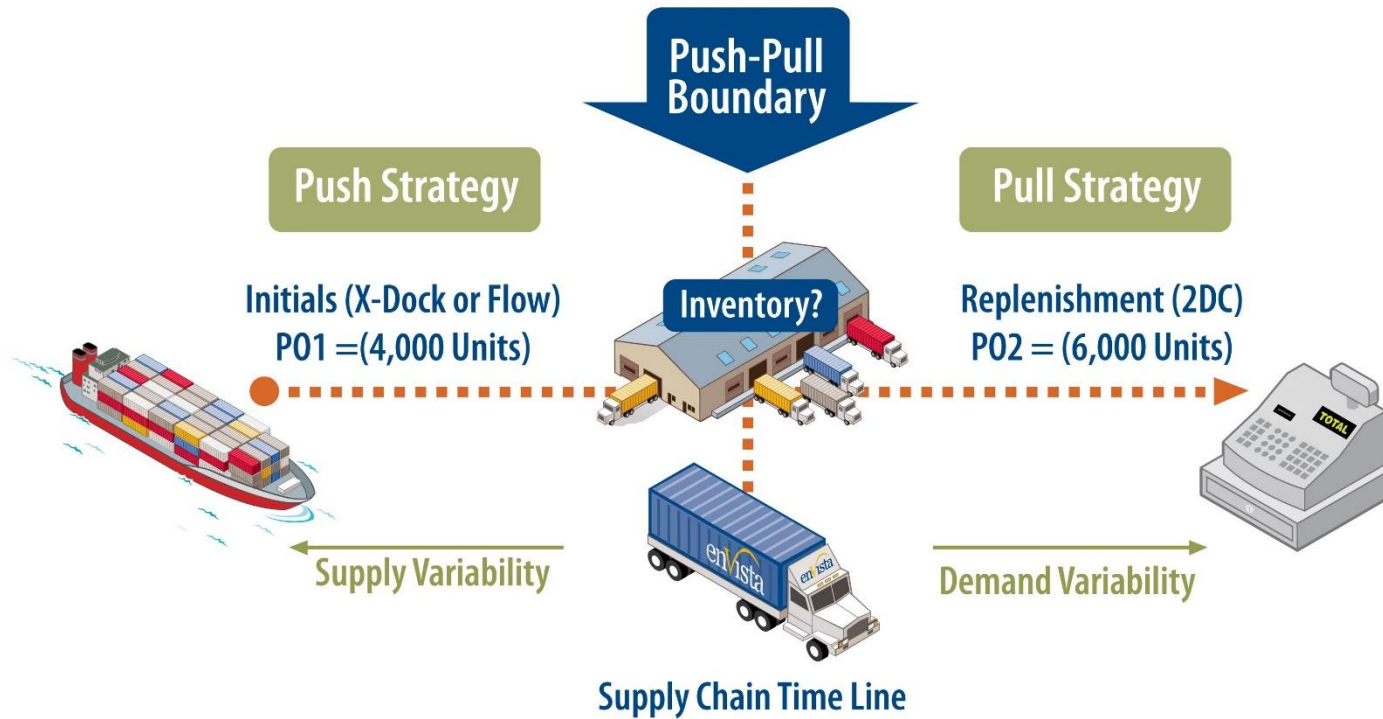 Push-Pull
Boundary
Push Strategy
Pull Strategy
Initials (X-Dock or Flow)
PO1 =(4,000 Units)
Inventory?
Replenishment (2DC)
PO2 = (6,000 Units)
TOTAL
enVista
enVista
Supply Variability
Demand Variability
Supply Chain Time Line